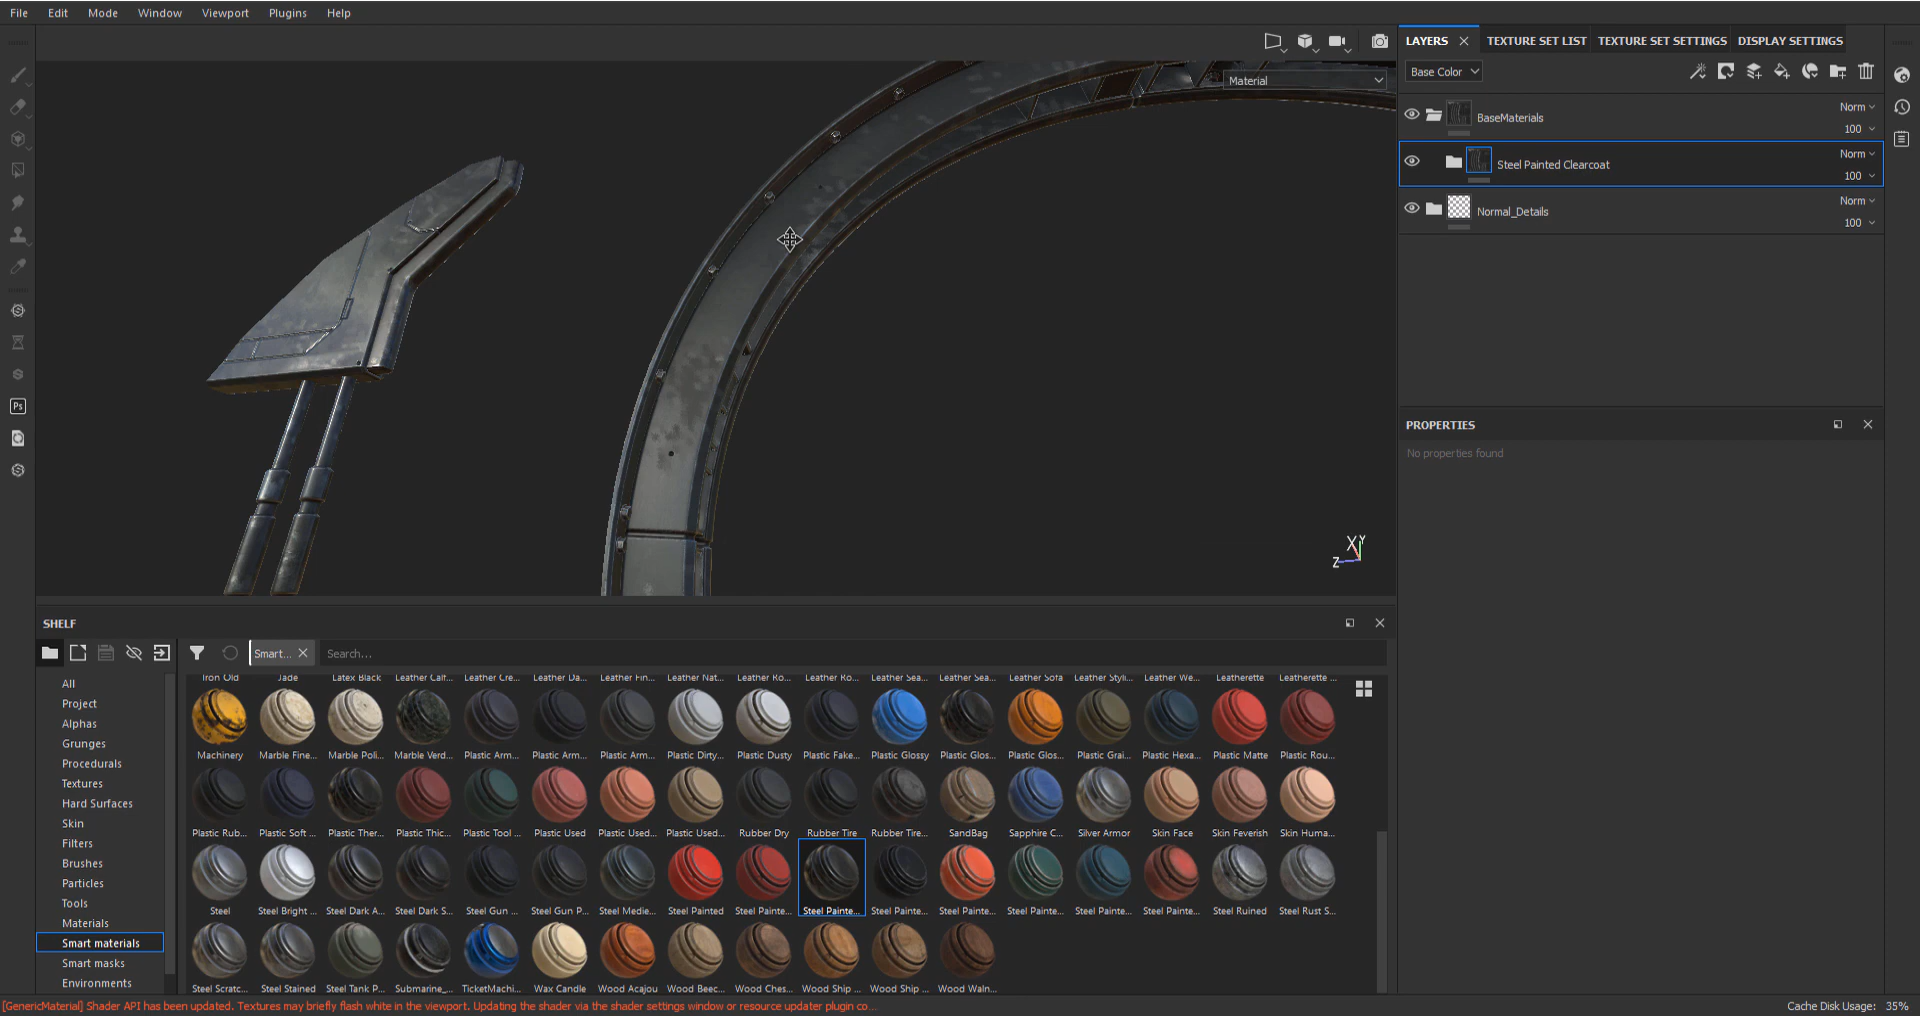 File Edit Mode Window Viewport Plugins Help
LAYERS TEXTURE SET LIST TEXTURE SET SETTINGS DISPLAY SETTINGS
Base Color
Material
BaseMaterials Norm
100
Steel Painted Clearcoat Norm
100
Normal_Details Norm
100
Ps
PROPERTIES
No properties found
X Y
Z
SHELF
Smart... Search...
All
Project
Alphas
Grunges
Procedurals
Textures
Hard Surfaces
Skin
Filters
Brushes
Particles
Tools
Materials
Smart materials
Smart masks
Environments
Iron Old Jade Latex Black Leather Calf... Leather Cre... Leather Da... Leather Fin... Leather Nat... Leather Ro... Leather Ro... Leather Sea... Leather Sea... Leather Sofa Leather Styli... Leather We... Leatherette Leatherette ...
Machinery Marble Fine... Marble Poli... Marble Verd... Plastic Arm... Plastic Arm... Plastic Arm... Plastic Dirty... Plastic Dusty Plastic Fake... Plastic Glossy Plastic Glos... Plastic Glos... Plastic Grai... Plastic Hexa... Plastic Matte Plastic Rou...
Plastic Rub... Plastic Soft ... Plastic Ther... Plastic Thic... Plastic Tool ... Plastic Used Plastic Used... Plastic Used... Rubber Dry Rubber Tire Rubber Tire... SandBag Sapphire C... Silver Armor Skin Face Skin Feverish Skin Huma...
Steel Steel Bright ... Steel Dark A... Steel Dark S... Steel Gun ... Steel Gun P... Steel Medie... Steel Painted Steel Painte... Steel Painte... Steel Painte... Steel Painte... Steel Painte... Steel Painte... Steel Painte... Steel Ruined Steel Rust S...
Steel Scratc... Steel Stained Steel Tank P... Submarine_... TicketMachi... Wax Candle Wood Acajou Wood Beec... Wood Ches... Wood Ship ... Wood Ship ... Wood Waln...
[GenericMaterial] Shader API has been updated. Textures may briefly flash white in the viewport. Updating the shader via the shader settings window or resource updater plugin co...
Cache Disk Usage: 35%